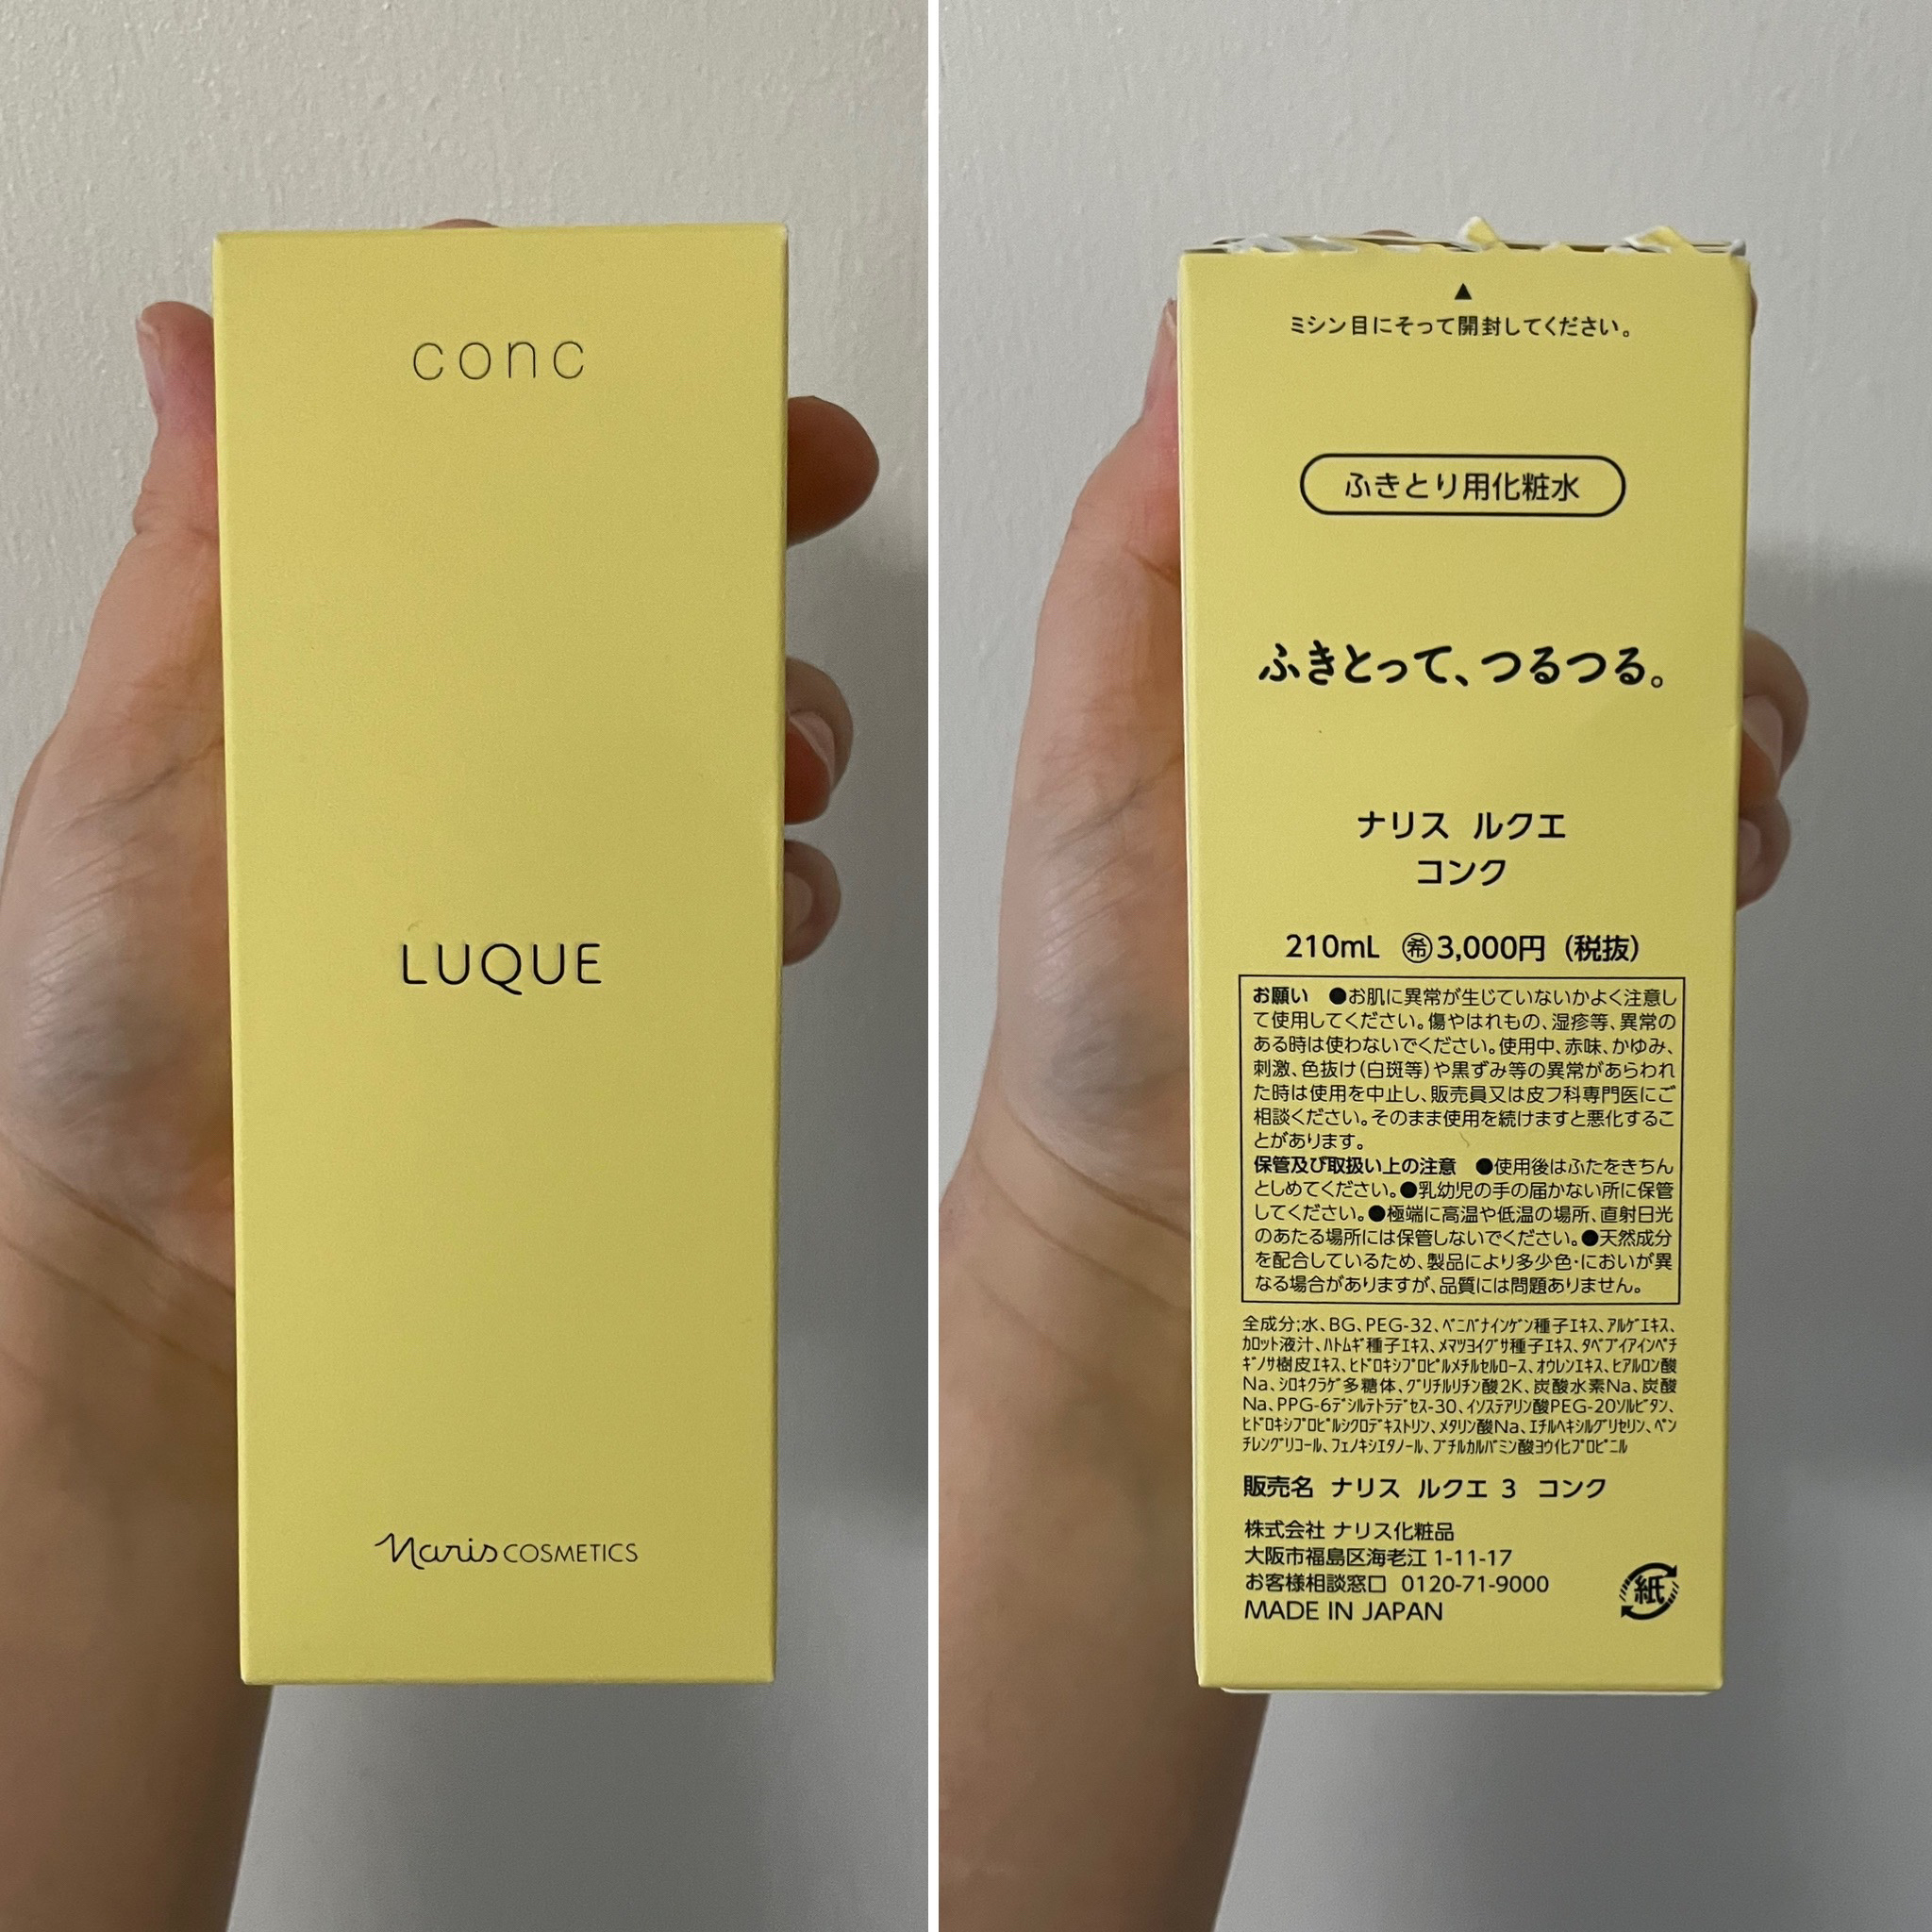 conc
LUQUE
Naris COSMETICS
▲
ミシン目にそって開封してください。
ふきとり用化粧水
ふきとって、つるつる。
ナリス ルクエ
コンク
210mL ㊒3,000円（税抜）
お願い ●お肌に異常が生じていないかよく注意し
て使用してください。傷やはれもの、湿疹等、異常の
ある時は使わないでください。使用中、赤味、かゆみ、
刺激、色抜け(白斑等)や黒ずみ等の異常があらわれ
た時は使用を中止し、販売員又は皮フ科専門医にご
相談ください。そのまま使用を続けますと悪化するこ
とがあります。
保管及び取扱い上の注意 ●使用後はふたをきちん
としめてください。●乳幼児の手の届かない所に保管
してください。●極端に高温や低温の場所、直射日光
のあたる場所には保管しないでください。●天然成分
を配合しているため、製品により多少色・においが異
なる場合がありますが、品質には問題ありません。
全成分;水、BG、PEG-32、ﾍﾞﾆﾊﾞﾅｲﾝｹﾞﾝ種子ｴｷｽ、ｱﾙｹﾞｴｷｽ、
ｶﾛｯﾄ液汁、ﾊﾄﾑｷﾞ種子ｴｷｽ、ﾒﾏﾂﾖｲｸﾞｻ種子ｴｷｽ、ﾀﾍﾞﾌﾞｲｱｲﾝﾍﾟﾁ
ｷﾞﾉｻ樹皮ｴｷｽ、ﾋﾄﾞﾛｷｼﾌﾟﾛﾋﾟﾙﾒﾁﾙｾﾙﾛｰｽ、ｵｳﾚﾝｴｷｽ、ﾋｱﾙﾛﾝ酸
Na、ｼﾛｷｸﾗｹﾞ多糖体、ｸﾞﾘﾁﾙﾘﾁﾝ酸2K、炭酸水素Na、炭酸
Na、PPG-6ﾃﾞｼﾙﾃﾄﾗﾃﾞｾｽ-30、ｲｿｽﾃｱﾘﾝ酸PEG-20ｿﾙﾋﾞﾀﾝ、
ﾋﾄﾞﾛｷｼﾌﾟﾛﾋﾟﾙｼｸﾛﾃﾞｷｽﾄﾘﾝ、ﾒﾀﾘﾝ酸Na、ｴﾁﾙﾍｷｼﾙｸﾞﾘｾﾘﾝ、ﾍﾟﾝ
ﾁﾚﾝｸﾞﾘｺｰﾙ、ﾌｪﾉｷｼｴﾀﾉｰﾙ、ﾌﾞﾁﾙｶﾙﾊﾞﾐﾝ酸ﾖｳ化ﾌﾟﾛﾋﾟﾆﾙ
販売名 ナリス ルクエ 3 コンク
株式会社 ナリス化粧品
大阪市福島区海老江 1-11-17
お客様相談窓口 0120-71-9000
MADE IN JAPAN
紙